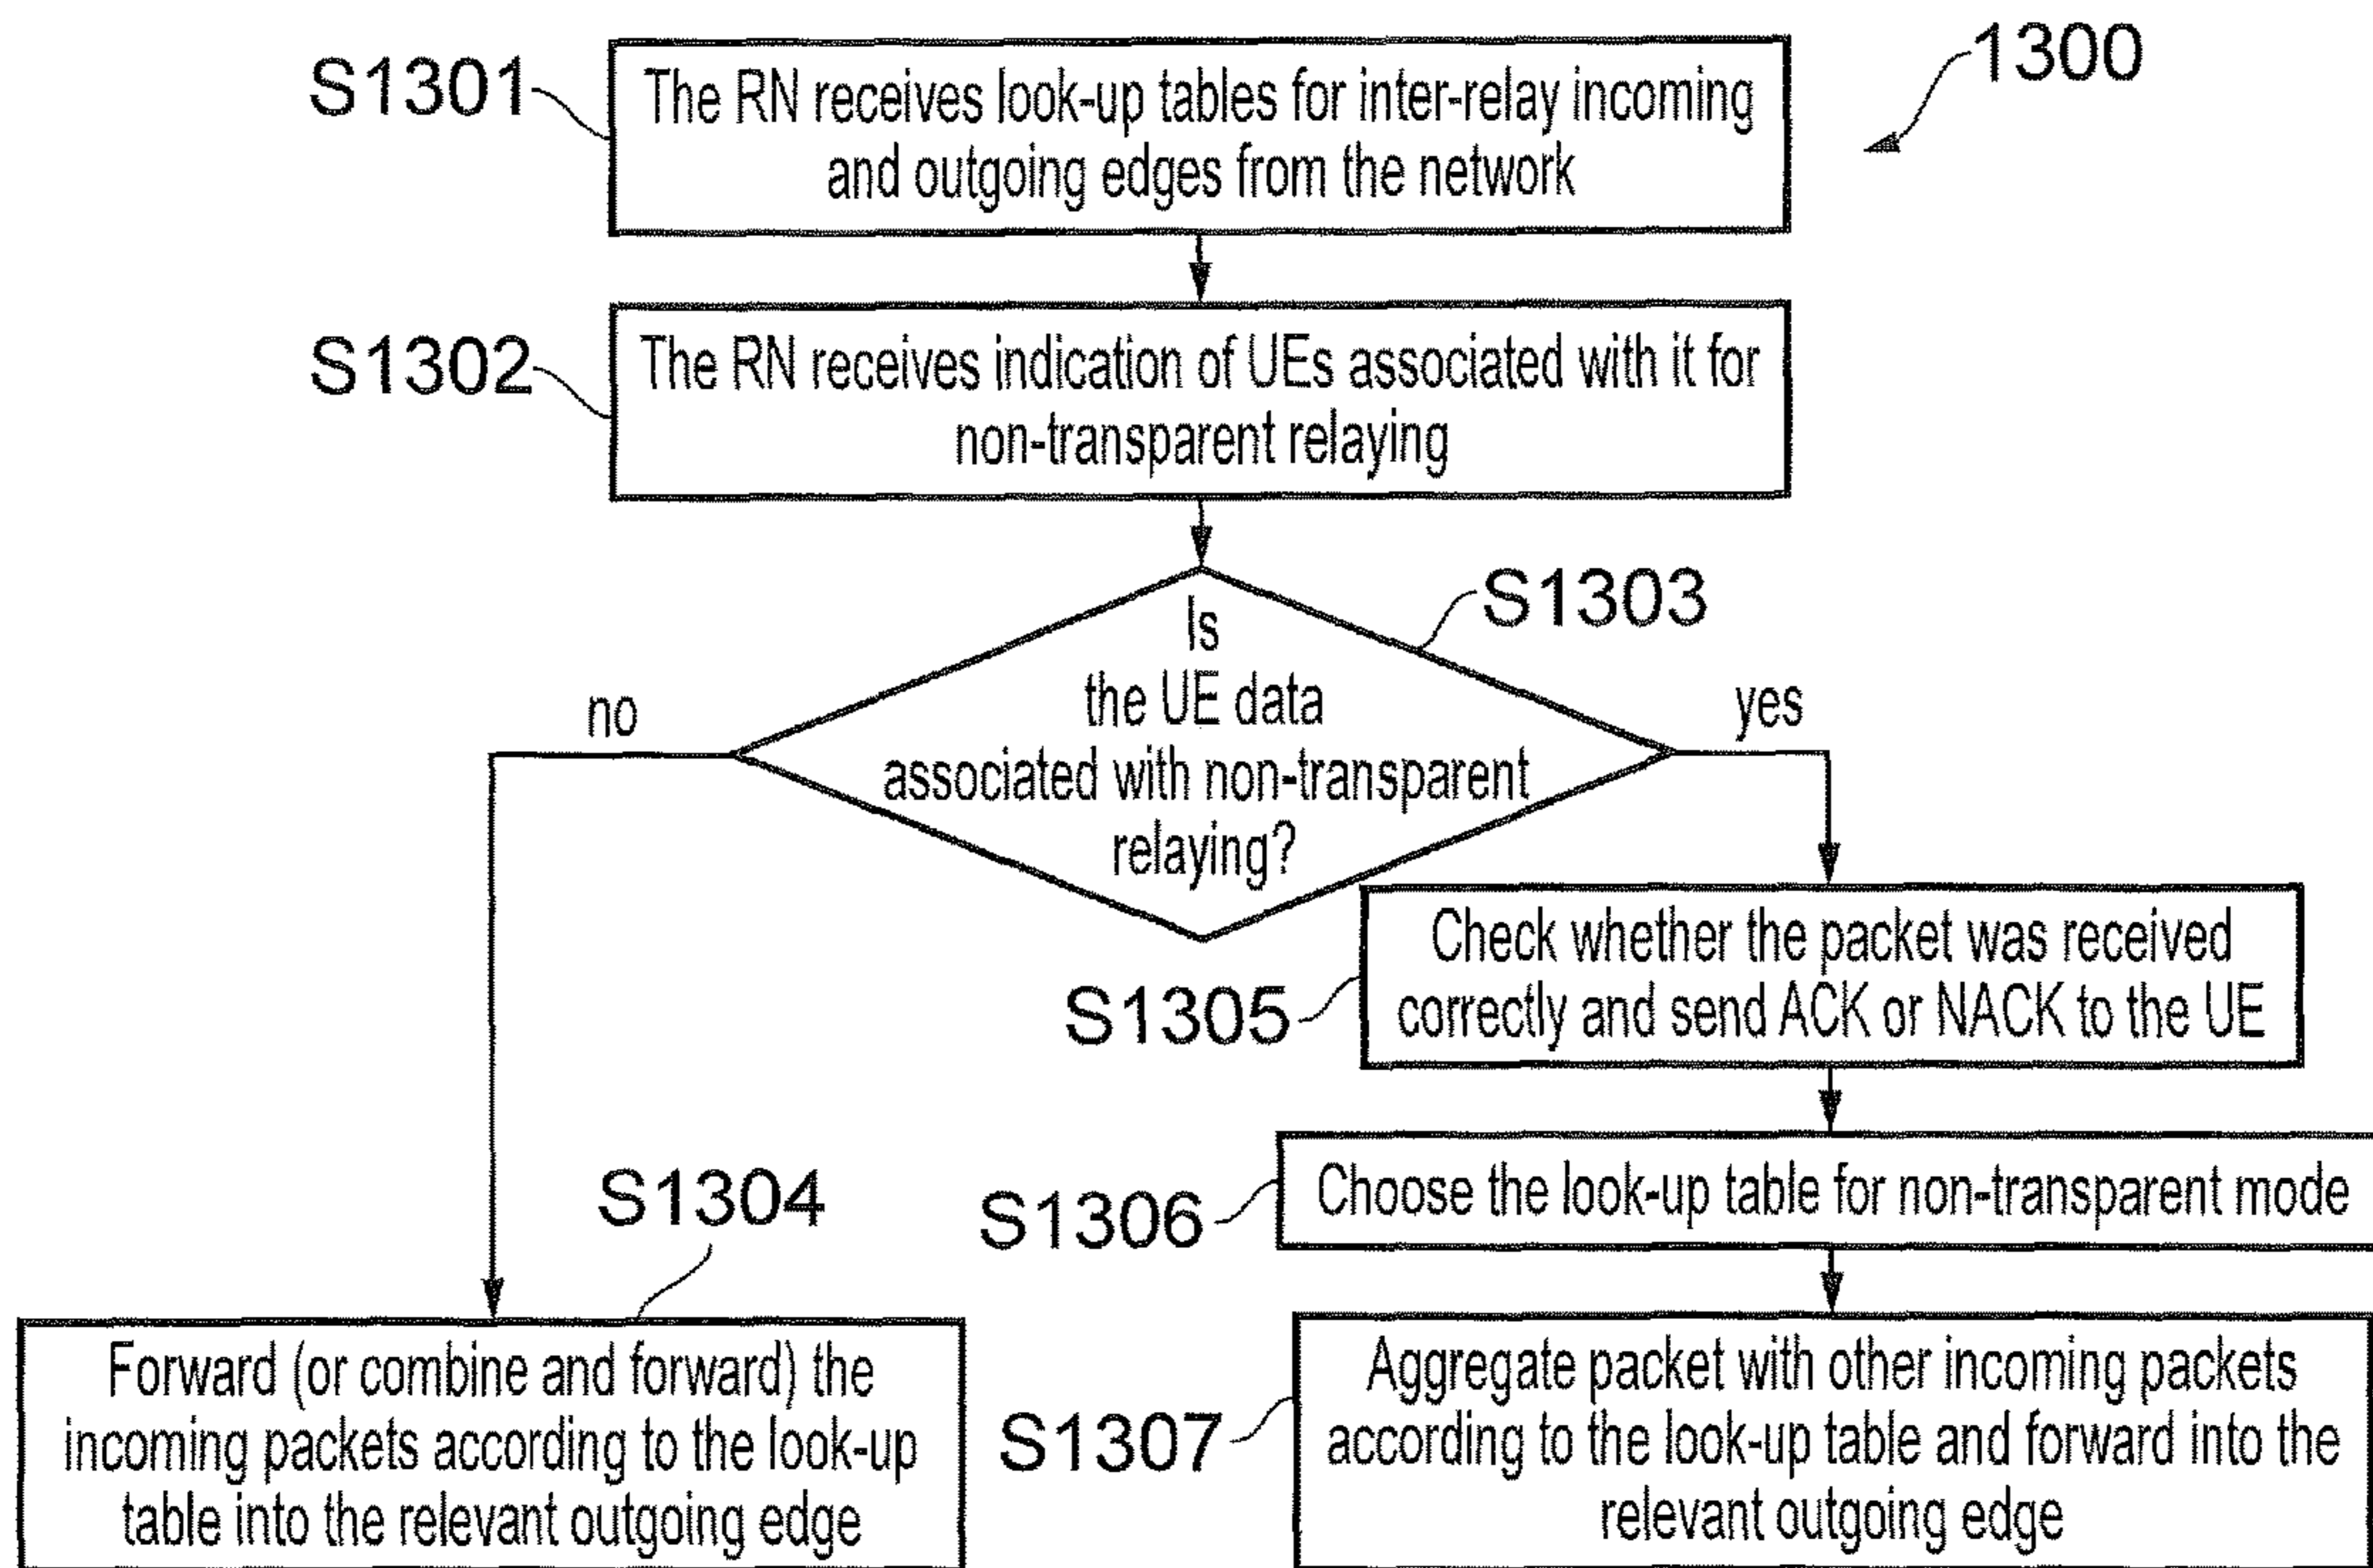 1300
S1301
The RN receives look-up tables for inter-relay incoming
and outgoing edges from the network
S1302
The RN receives indication of UEs associated with it for
non-transparent relaying
S1303
Is
the UE data
associated with non-transparent
relaying?
no
yes
S1305
Check whether the packet was received
correctly and send ACK or NACK to the UE
S1306
Choose the look-up table for non-transparent mode
S1304
Forward (or combine and forward) the
incoming packets according to the look-up
table into the relevant outgoing edge
S1307
Aggregate packet with other incoming packets
according to the look-up table and forward into the
relevant outgoing edge